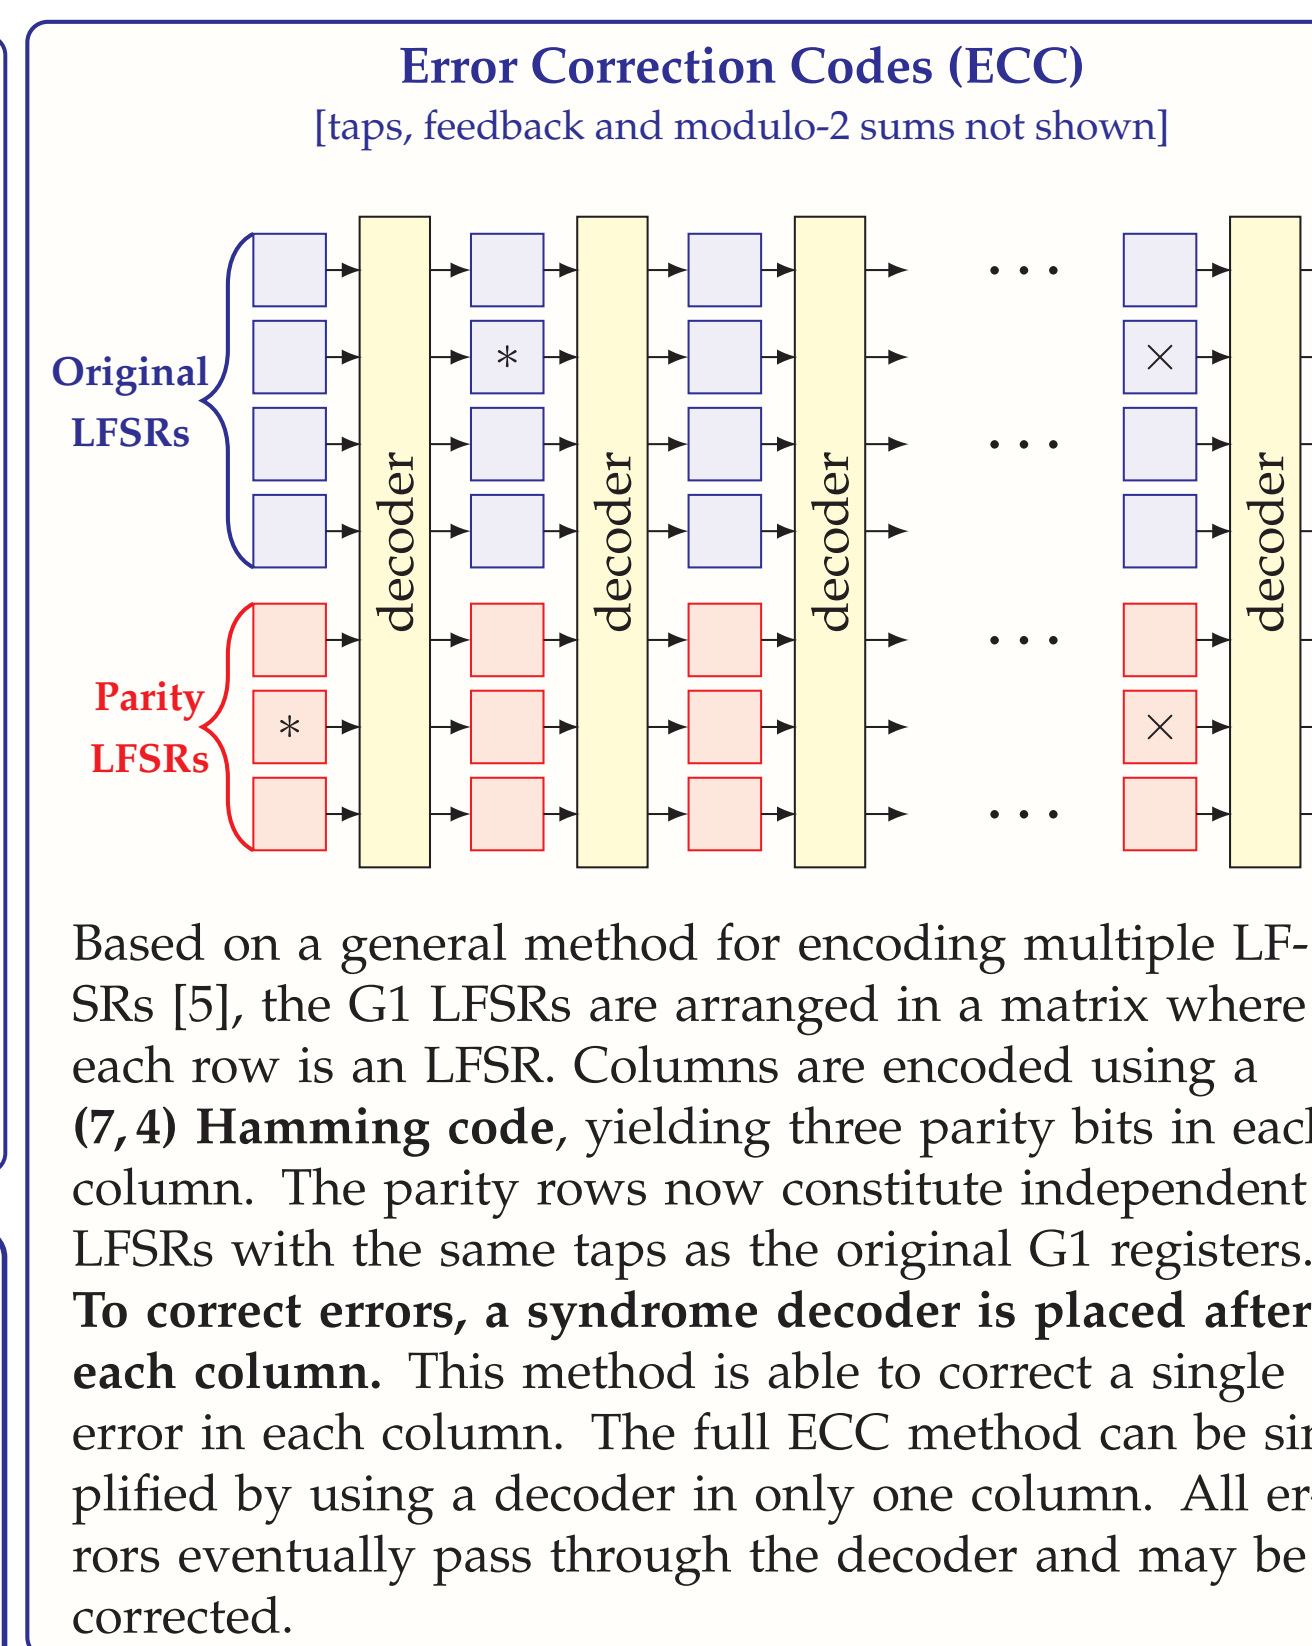 Error Correction Codes (ECC)
[taps, feedback and modulo-2 sums not shown]
Original
LFSRs
Parity
LFSRs
decoder
decoder
decoder
decoder
*
×
*
×
Based on a general method for encoding multiple LF-
SRs [5], the G1 LFSRs are arranged in a matrix where
each row is an LFSR. Columns are encoded using a
(7, 4) Hamming code, yielding three parity bits in each
column. The parity rows now constitute independent
LFSRs with the same taps as the original G1 registers.
To correct errors, a syndrome decoder is placed after
each column. This method is able to correct a single
error in each column. The full ECC method can be sim
plified by using a decoder in only one column. All er-
rors eventually pass through the decoder and may be
corrected.